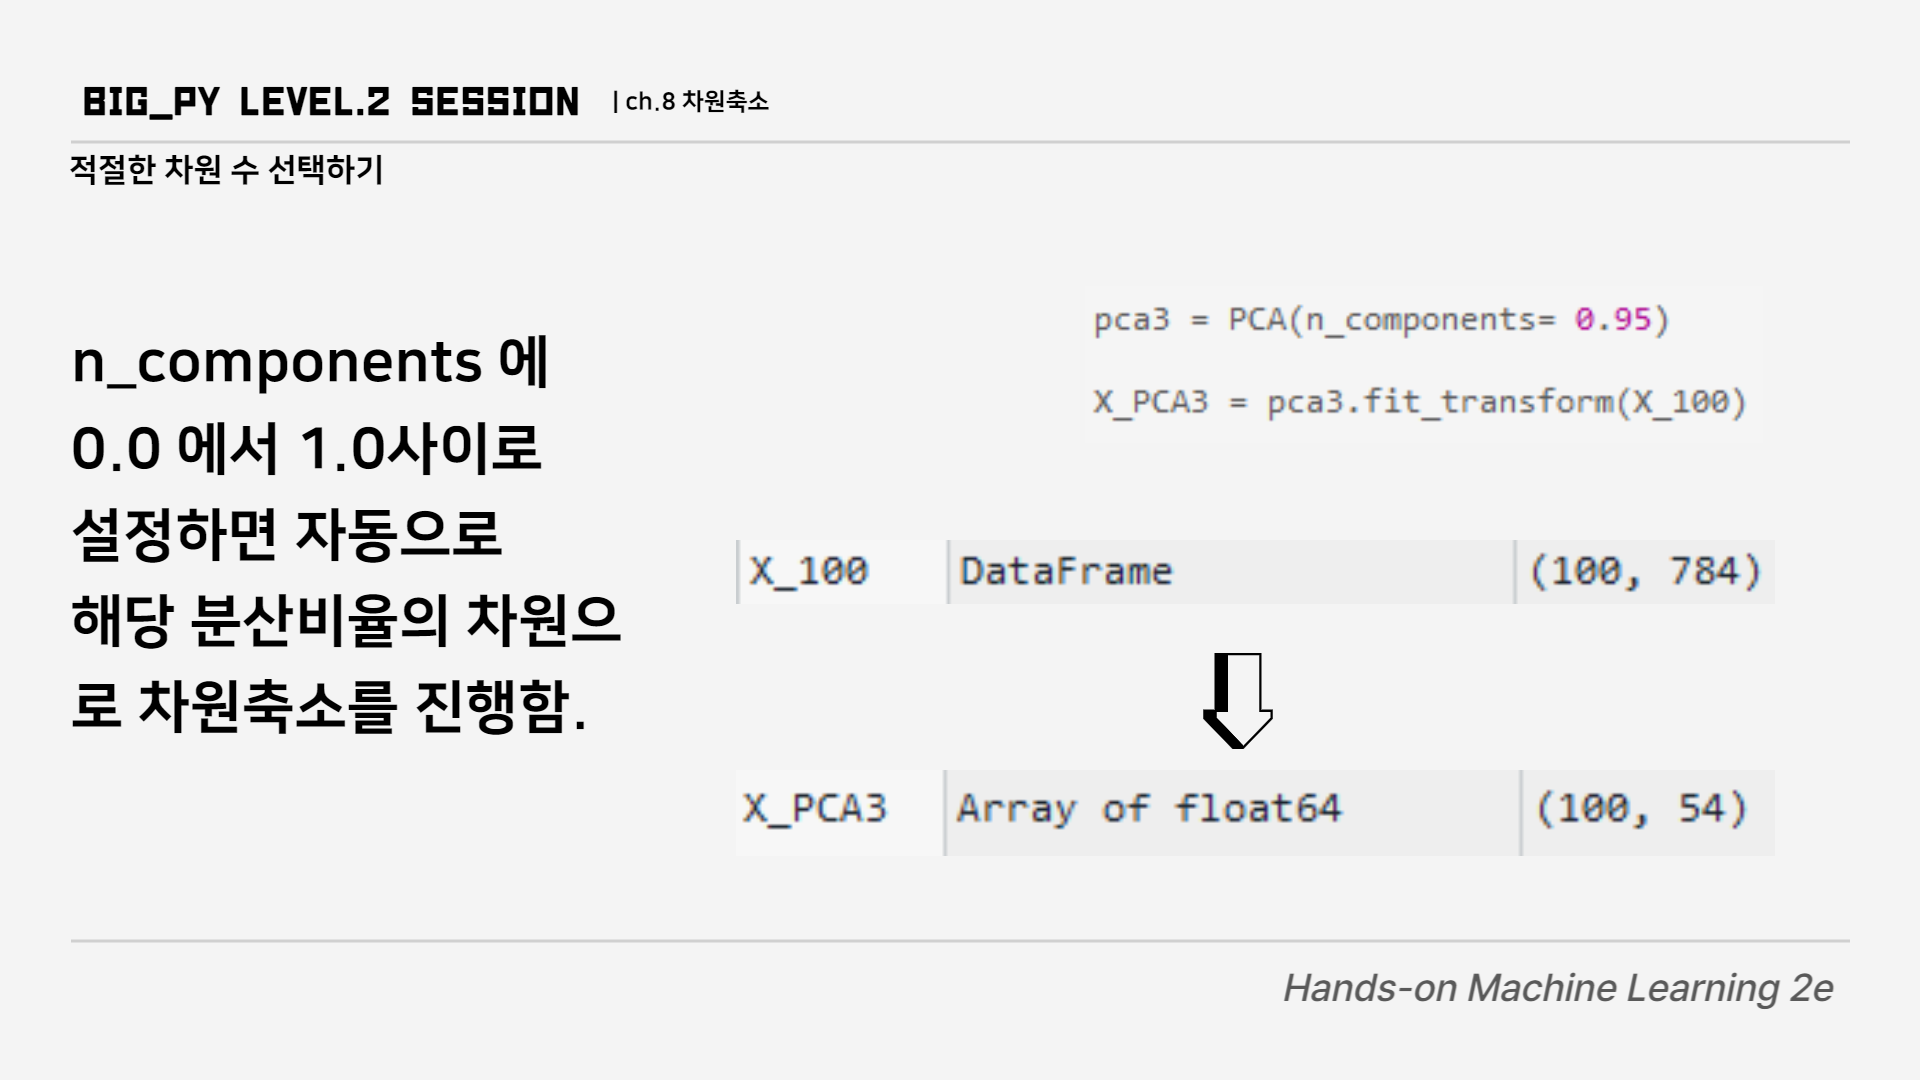 BIG_PY LEVEL.2 SESSION | ch.8 차원축소
적절한 차원 수 선택하기
n_components 에
0.0 에서 1.0사이로
설정하면 자동으로
해당 분산비율의 차원으
로 차원축소를 진행함.
pca3 = PCA(n_components= 0.95)
X_PCA3 = pca3.fit_transform(X_100)
X_100 DataFrame (100, 784)
X_PCA3 Array of float64 (100, 54)
Hands-on Machine Learning 2e